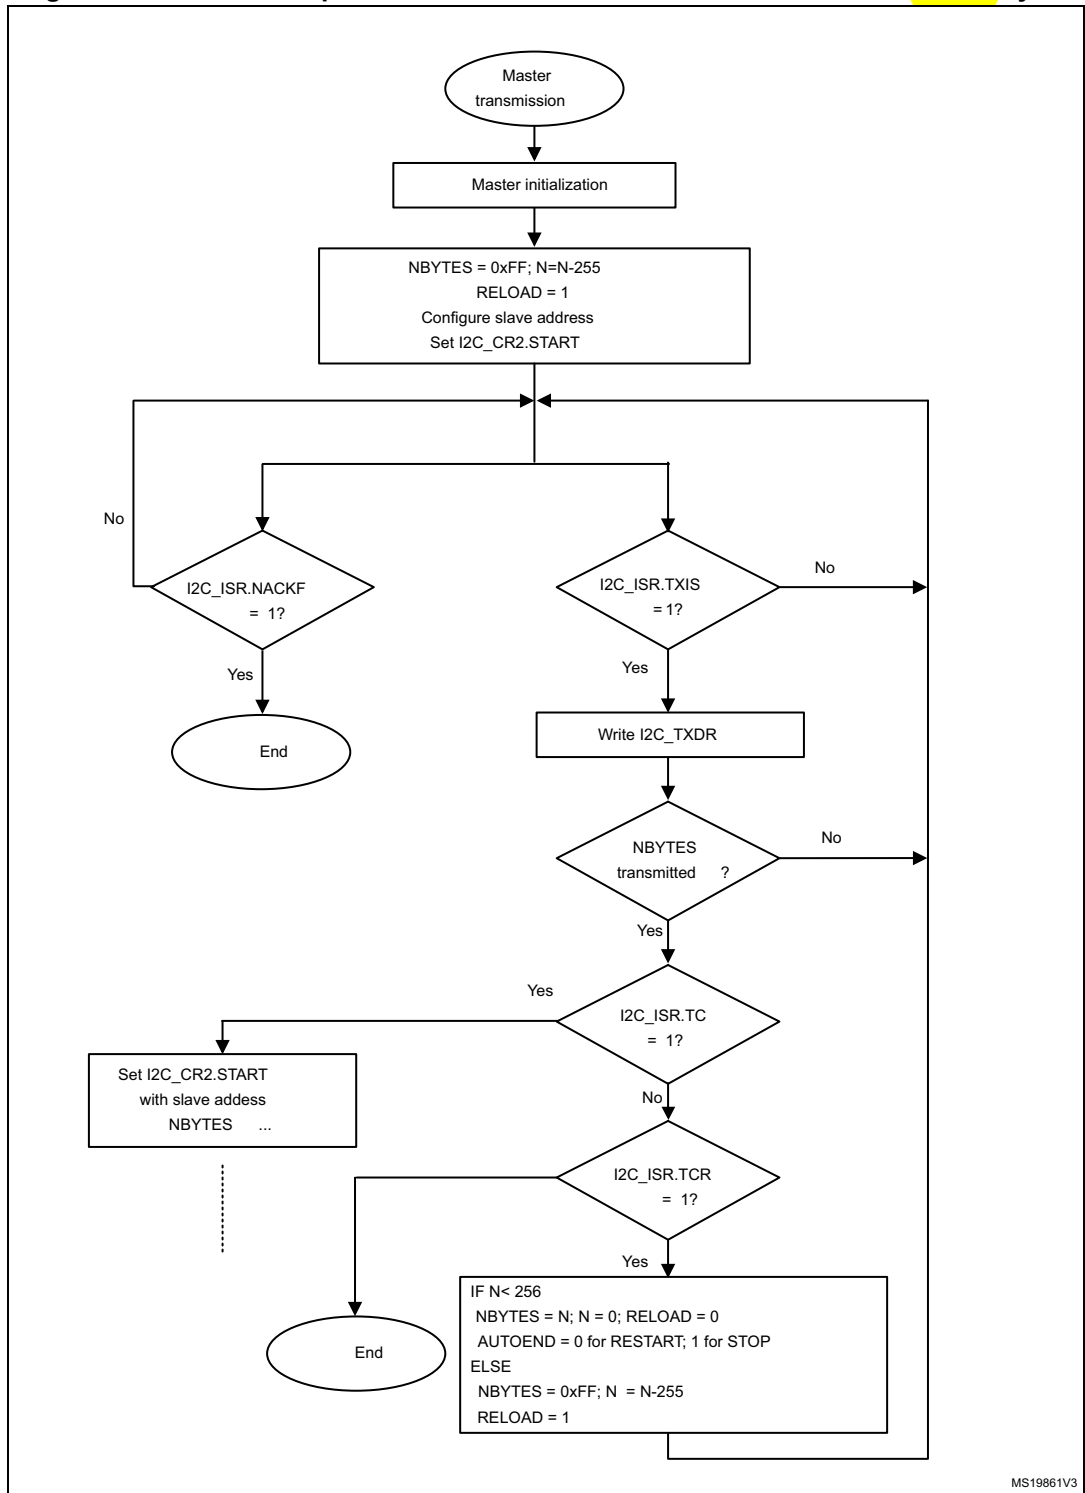 Master
transmission
Master initialization
NBYTES = 0xFF; N=N-255
RELOAD = 1
Configure slave address
Set I2C_CR2.START
No
I2C_ISR.NACKF
= 1?
Yes
End
I2C_ISR.TXIS
= 1?
No
Yes
Write I2C_TXDR
NBYTES
transmitted ?
No
Yes
I2C_ISR.TC
= 1?
Yes
Set I2C_CR2.START
with slave addess
NBYTES ...
No
I2C_ISR.TCR
= 1?
Yes
End
IF N< 256
NBYTES = N; N = 0; RELOAD = 0
AUTOEND = 0 for RESTART; 1 for STOP
ELSE
NBYTES = 0xFF; N = N-255
RELOAD = 1
MS19861V3